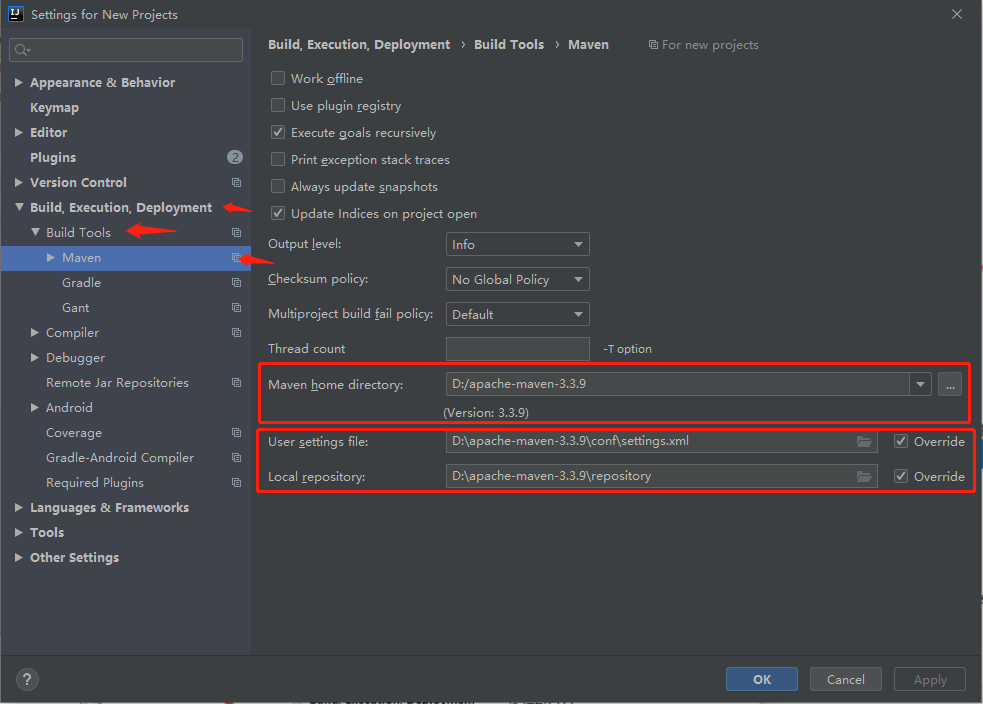 IJ
Settings for New Projects
Appearance & Behavior
Keymap
Editor
Plugins 2
Version Control
Build, Execution, Deployment
Build Tools
Maven
Gradle
Gant
Compiler
Debugger
Remote Jar Repositories
Android
Coverage
Gradle-Android Compiler
Required Plugins
Languages & Frameworks
Tools
Other Settings
Build, Execution, Deployment › Build Tools › Maven For new projects
Work offline
Use plugin registry
Execute goals recursively
Print exception stack traces
Always update snapshots
Update Indices on project open
Output level: Info
Checksum policy: No Global Policy
Multiproject build fail policy: Default
Thread count -T option
Maven home directory: D:/apache-maven-3.3.9 ...
(Version: 3.3.9)
User settings file: D:\apache-maven-3.3.9\conf\settings.xml Override
Local repository: D:\apache-maven-3.3.9\repository Override
? OK Cancel Apply